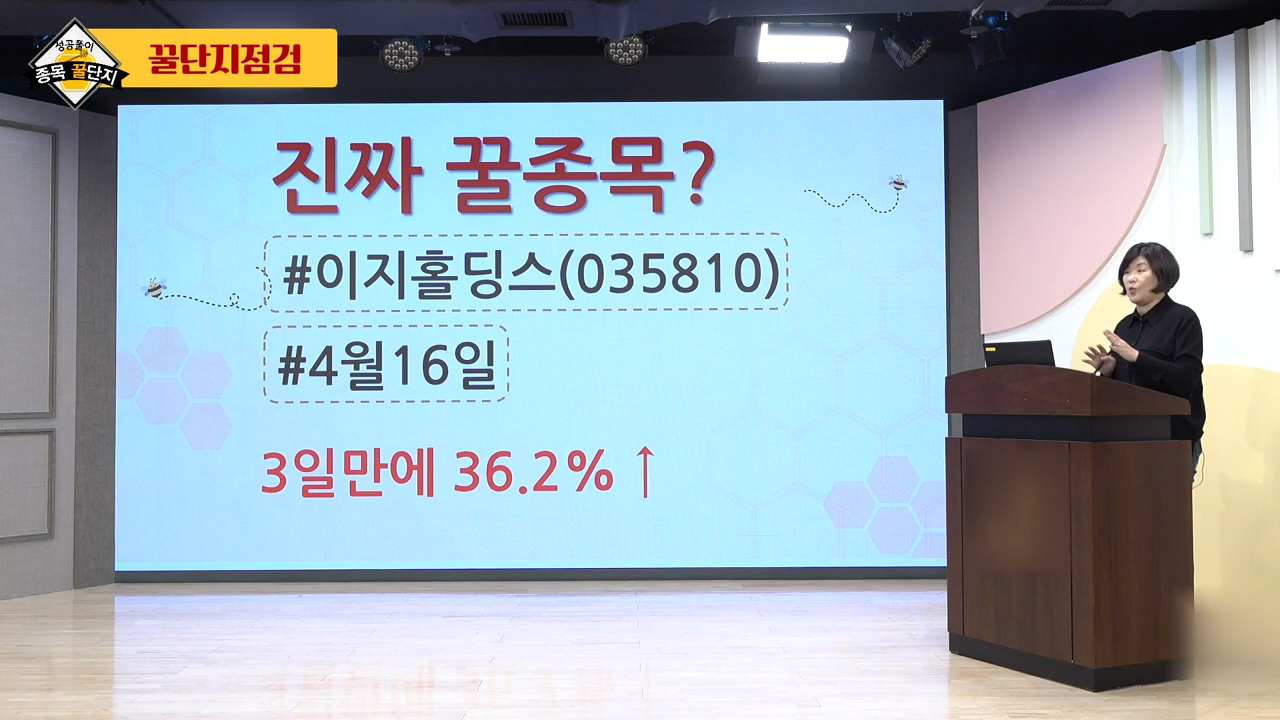 성공풀이
종목 꿀단지
꿀단지점검
진짜 꿀종목?
#이지홀딩스(035810)
#4월16일
3일만에 36.2% ↑